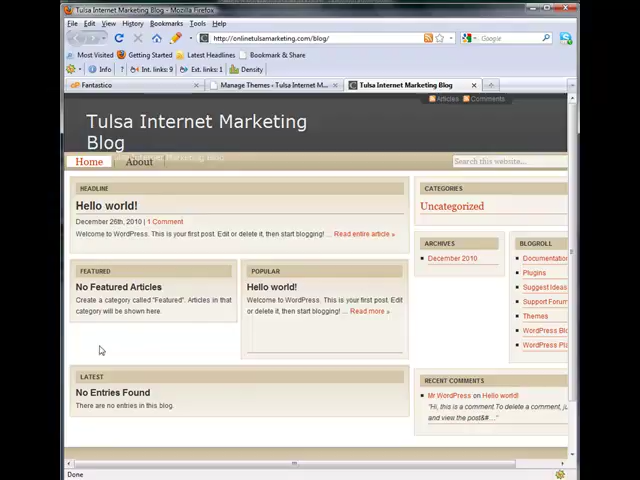 Tulsa Internet Marketing Blog - Mozilla Firefox
File Edit View History Bookmarks Tools Help
http://onlinetulsamarketing.com/blog/
Google
Most Visited Getting Started Latest Headlines Bookmark & Share
Info Int. links: 9 Ext. links: 1 Density
Fantastico
Manage Themes - Tulsa Internet M...
Tulsa Internet Marketing Blog
Articles Comments
Tulsa Internet Marketing
Blog
Internet Marketing Blog
Home About
Search this website...
HEADLINE
Hello world!
December 26th, 2010 | 1 Comment
Welcome to WordPress. This is your first post. Edit or delete it, then start blogging! ... Read entire article »
FEATURED
No Featured Articles
Create a category called "Featured". Articles in that
category will be shown here.
POPULAR
Hello world!
Welcome to WordPress. This is your first post. Edit
or delete it, then start blogging! ... Read more »
LATEST
No Entries Found
There are no entries in this blog.
CATEGORIES
Uncategorized
ARCHIVES
December 2010
BLOGROLL
Documentatio
Plugins
Suggest Ideas
Support Forum
Themes
WordPress Blo
WordPress Pla
RECENT COMMENTS
Mr WordPress on Hello world!
"Hi, this is a comment.To delete a comment, ju
and view the post&# ..."
Done